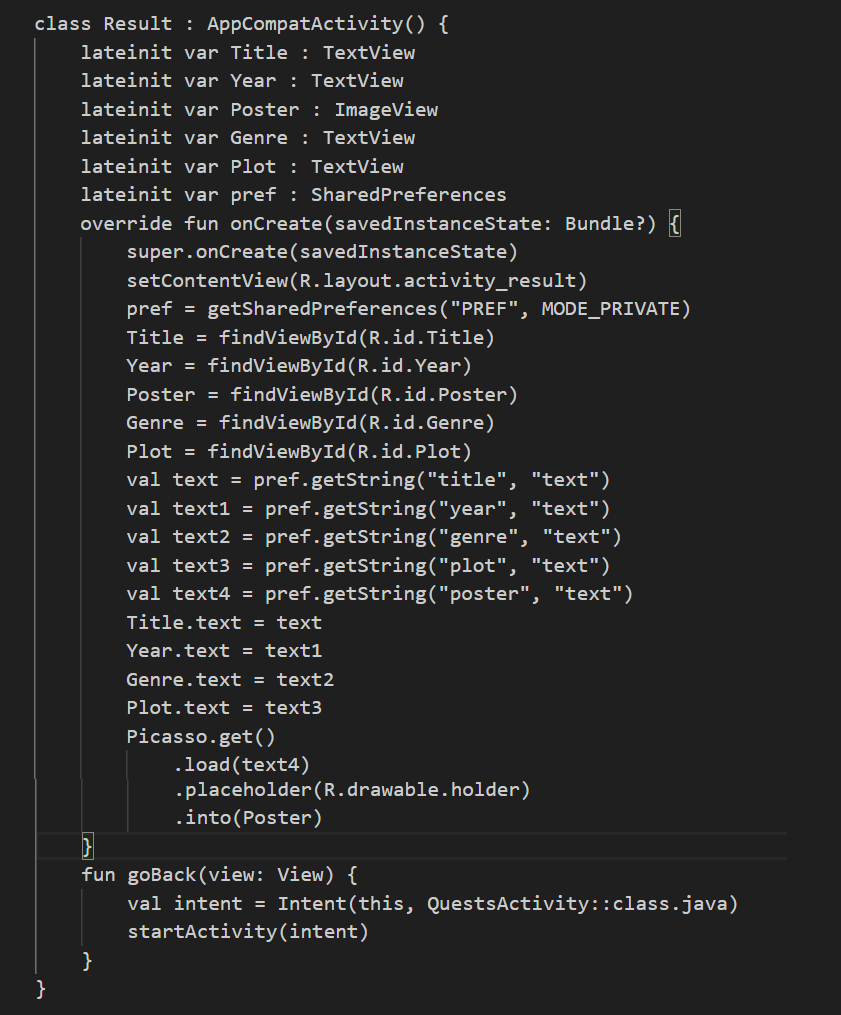 class Result : AppCompatActivity() {
    lateinit var Title : TextView
    lateinit var Year : TextView
    lateinit var Poster : ImageView
    lateinit var Genre : TextView
    lateinit var Plot : TextView
    lateinit var pref : SharedPreferences
    override fun onCreate(savedInstanceState: Bundle?) {
        super.onCreate(savedInstanceState)
        setContentView(R.layout.activity_result)
        pref = getSharedPreferences("PREF", MODE_PRIVATE)
        Title = findViewById(R.id.Title)
        Year = findViewById(R.id.Year)
        Poster = findViewById(R.id.Poster)
        Genre = findViewById(R.id.Genre)
        Plot = findViewById(R.id.Plot)
        val text = pref.getString("title", "text")
        val text1 = pref.getString("year", "text")
        val text2 = pref.getString("genre", "text")
        val text3 = pref.getString("plot", "text")
        val text4 = pref.getString("poster", "text")
        Title.text = text
        Year.text = text1
        Genre.text = text2
        Plot.text = text3
        Picasso.get()
            .load(text4)
            .placeholder(R.drawable.holder)
            .into(Poster)
    }
    fun goBack(view: View) {
        val intent = Intent(this, QuestsActivity::class.java)
        startActivity(intent)
    }
}